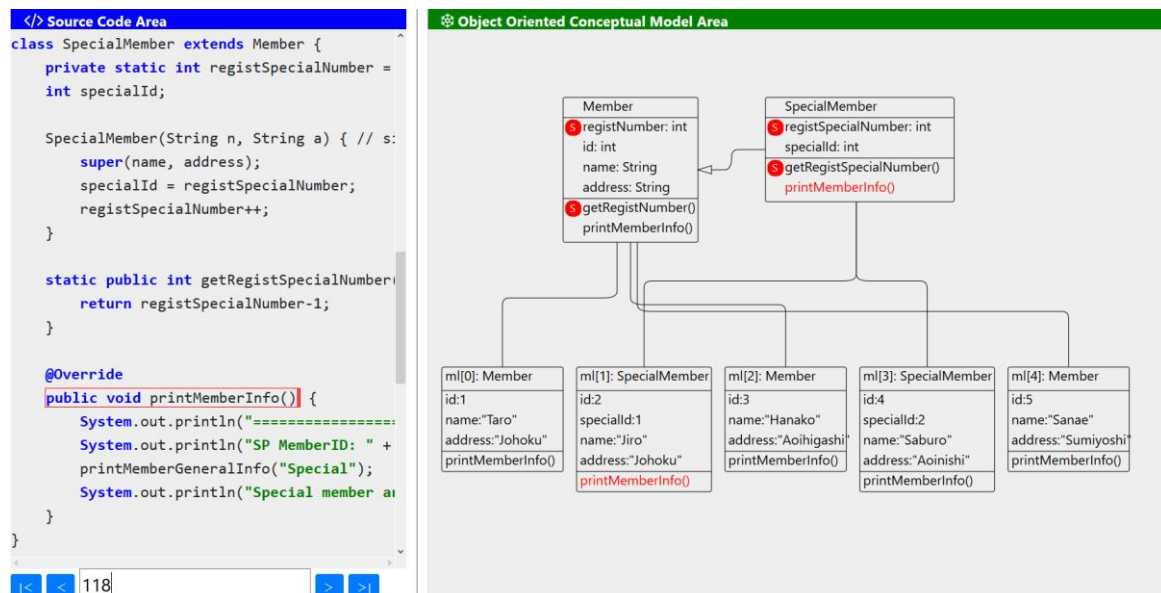 </> Source Code Area
class SpecialMember extends Member {
private static int registSpecialNumber =
int specialId;
SpecialMember(String n, String a) { //
super(name, address);
specialId = registSpecialNumber;
registSpecialNumber++;
}
static public int getRegistSpecialNumber(
return registSpecialNumber-1;
}
@Override
public void printMemberInfo() {
System.out.println("==================
System.out.println("SP MemberID: " +
printMemberGeneralInfo("Special");
System.out.println("Special member
}
}
|< < 118 > >|
Object Oriented Conceptual Model Area
Member
S registNumber: int
id: int
name: String
address: String
S getRegistNumber()
printMemberInfo()
SpecialMember
S registSpecialNumber: int
specialId: int
S getRegistSpecialNumber()
printMemberInfo()
ml[0]: Member
id:1
name:"Taro"
address:"Johoku"
printMemberInfo()
ml[1]: SpecialMember
id:2
specialId:1
name:"Jiro"
address:"Johoku"
printMemberInfo()
ml[2]: Member
id:3
name:"Hanako"
address:"Aoihigashi"
printMemberInfo()
ml[3]: SpecialMember
id:4
specialId:2
name:"Saburo"
address:"Aoinishi"
printMemberInfo()
ml[4]: Member
id:5
name:"Sanae"
address:"Sumiyoshi"
printMemberInfo()